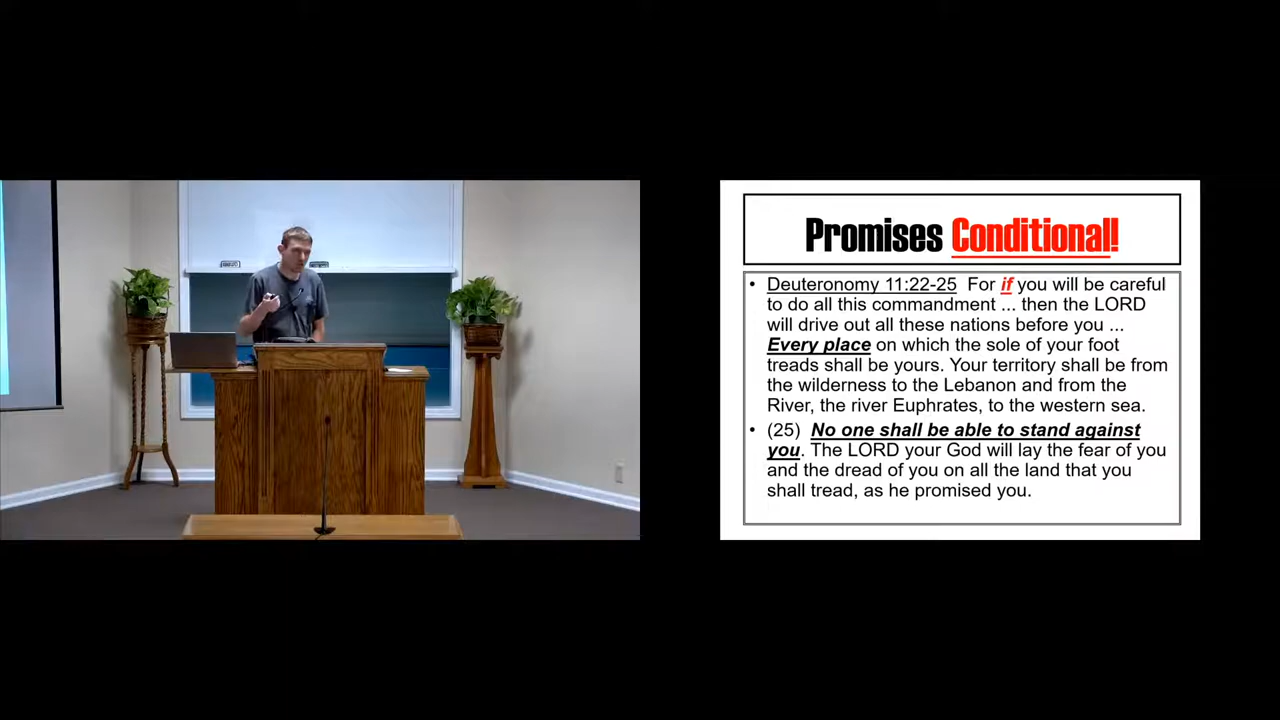 Promises Conditional!
• Deuteronomy 11:22-25 For if you will be careful
to do all this commandment ... then the LORD
will drive out all these nations before you ...
Every place on which the sole of your foot
treads shall be yours. Your territory shall be from
the wilderness to the Lebanon and from the
River, the river Euphrates, to the western sea.
• (25) No one shall be able to stand against
you. The LORD your God will lay the fear of you
and the dread of you on all the land that you
shall tread, as he promised you.